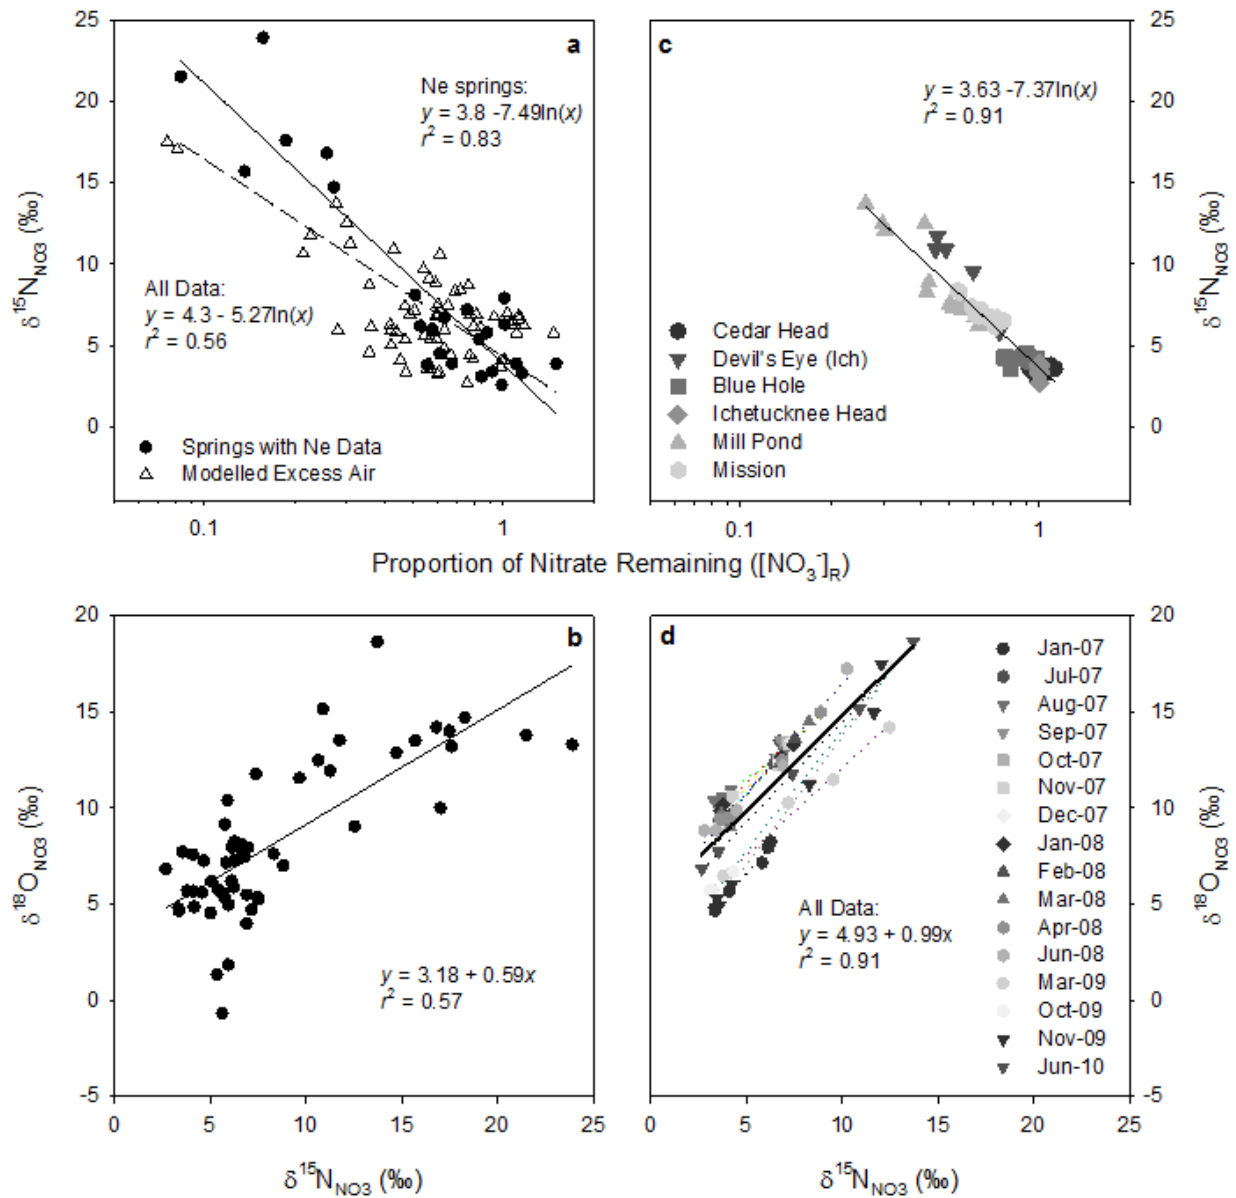 25
20
15
10
5
0
δ¹⁵N_NO3 (‰)
a
Ne springs:
y = 3.8 -7.49ln(x)
r² = 0.83
All Data:
y = 4.3 - 5.27ln(x)
r² = 0.56
Springs with Ne Data
Modelled Excess Air
0.1
1
c
y = 3.63 -7.37ln(x)
r² = 0.91
Cedar Head
Devil's Eye (Ich)
Blue Hole
Ichetucknee Head
Mill Pond
Mission
0.1
1
25
20
15
10
5
0
δ¹⁵N_NO3 (‰)
Proportion of Nitrate Remaining ([NO₃⁻]_R)
20
15
10
5
0
-5
δ¹⁸O_NO3 (‰)
b
y = 3.18 + 0.59x
r² = 0.57
0
5
10
15
20
25
δ¹⁵N_NO3 (‰)
d
All Data:
y = 4.93 + 0.99x
r² = 0.91
Jan-07
Jul-07
Aug-07
Sep-07
Oct-07
Nov-07
Dec-07
Jan-08
Feb-08
Mar-08
Apr-08
Jun-08
Mar-09
Oct-09
Nov-09
Jun-10
20
15
10
5
0
-5
δ¹⁸O_NO3 (‰)
0
5
10
15
20
25
δ¹⁵N_NO3 (‰)